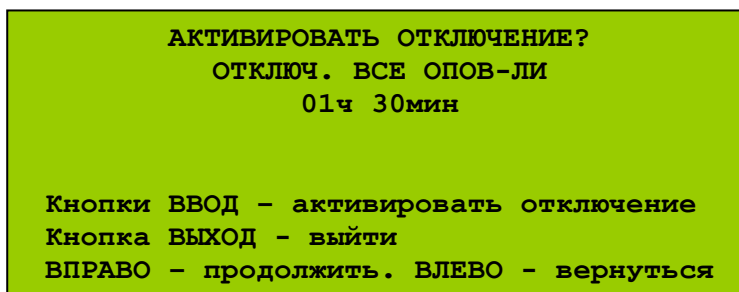 АКТИВИРОВАТЬ ОТКЛЮЧЕНИЕ?
ОТКЛЮЧ. ВСЕ ОПОВ-ЛИ
01ч 30мин
Кнопки ВВОД – активировать отключение
Кнопка ВЫХОД - выйти
ВПРАВО – продолжить. ВЛЕВО - вернуться